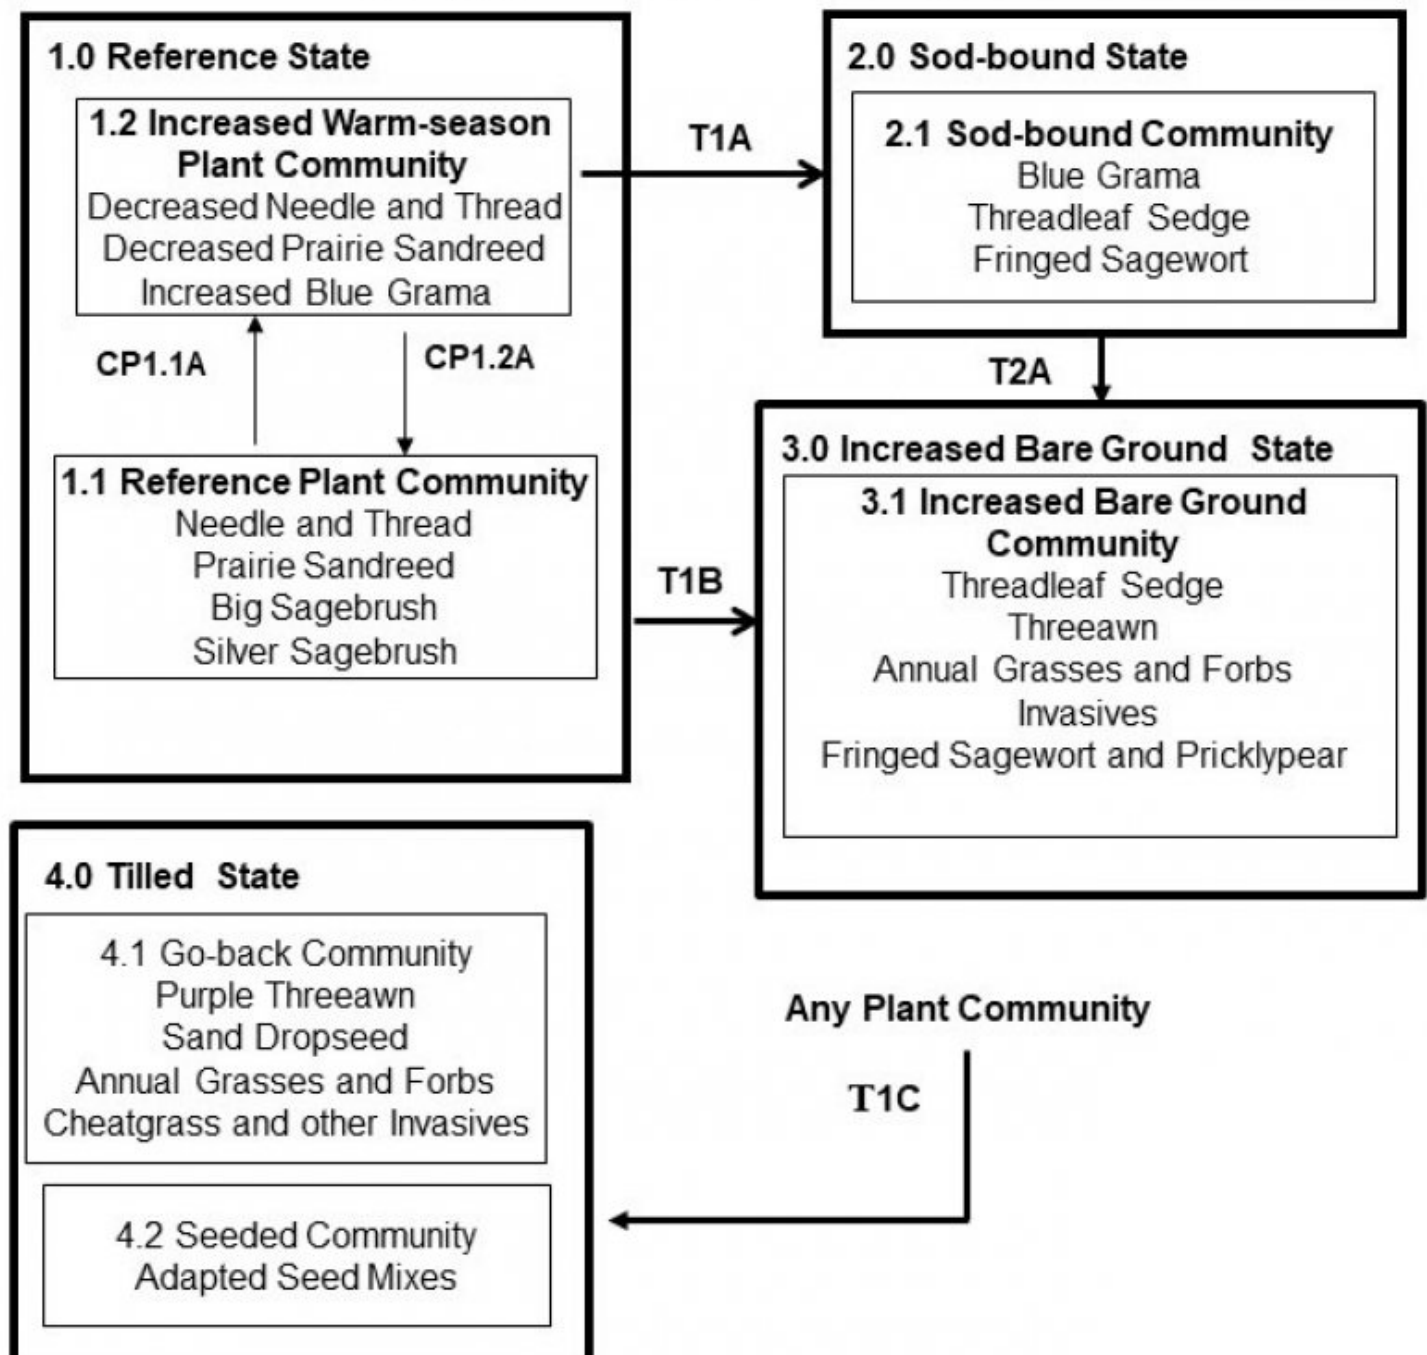 1.0 Reference State
1.2 Increased Warm-season
Plant Community
Decreased Needle and Thread
Decreased Prairie Sandreed
Increased Blue Grama
CP1.1A
CP1.2A
1.1 Reference Plant Community
Needle and Thread
Prairie Sandreed
Big Sagebrush
Silver Sagebrush
T1A
2.0 Sod-bound State
2.1 Sod-bound Community
Blue Grama
Threadleaf Sedge
Fringed Sagewort
T2A
T1B
3.0 Increased Bare Ground State
3.1 Increased Bare Ground
Community
Threadleaf Sedge
Threeawn
Annual Grasses and Forbs
Invasives
Fringed Sagewort and Pricklypear
4.0 Tilled State
4.1 Go-back Community
Purple Threeawn
Sand Dropseed
Annual Grasses and Forbs
Cheatgrass and other Invasives
4.2 Seeded Community
Adapted Seed Mixes
Any Plant Community
T1C